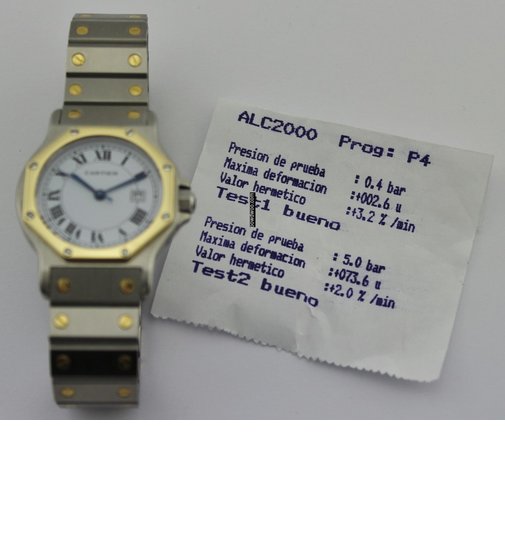 CARTIER
XII
ALC2000 Prog: P4
Presion de prueba : 0.4 bar
Maxima deformacion :+002.6 u
Valor hermetico :+3.2 % /min
Test1 bueno
Presion de prueba : 5.0 bar
Maxima deformacion :+073.6 u
Valor hermetico :+2.0 % /min
Test2 bueno